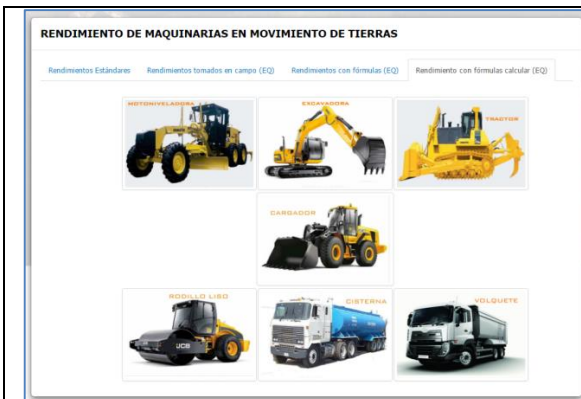 RENDIMIENTO DE MAQUINARIAS EN MOVIMIENTO DE TIERRAS
Rendimientos Estándares Rendimientos tomados en campo (EQ) Rendimientos con fórmulas (EQ) Rendimiento con fórmulas calcular (EQ)
MOTONIVELADORA EXCAVADORA TRACTOR
CARGADOR
RODILLO LISO CISTERNA VOLQUETE
JCB